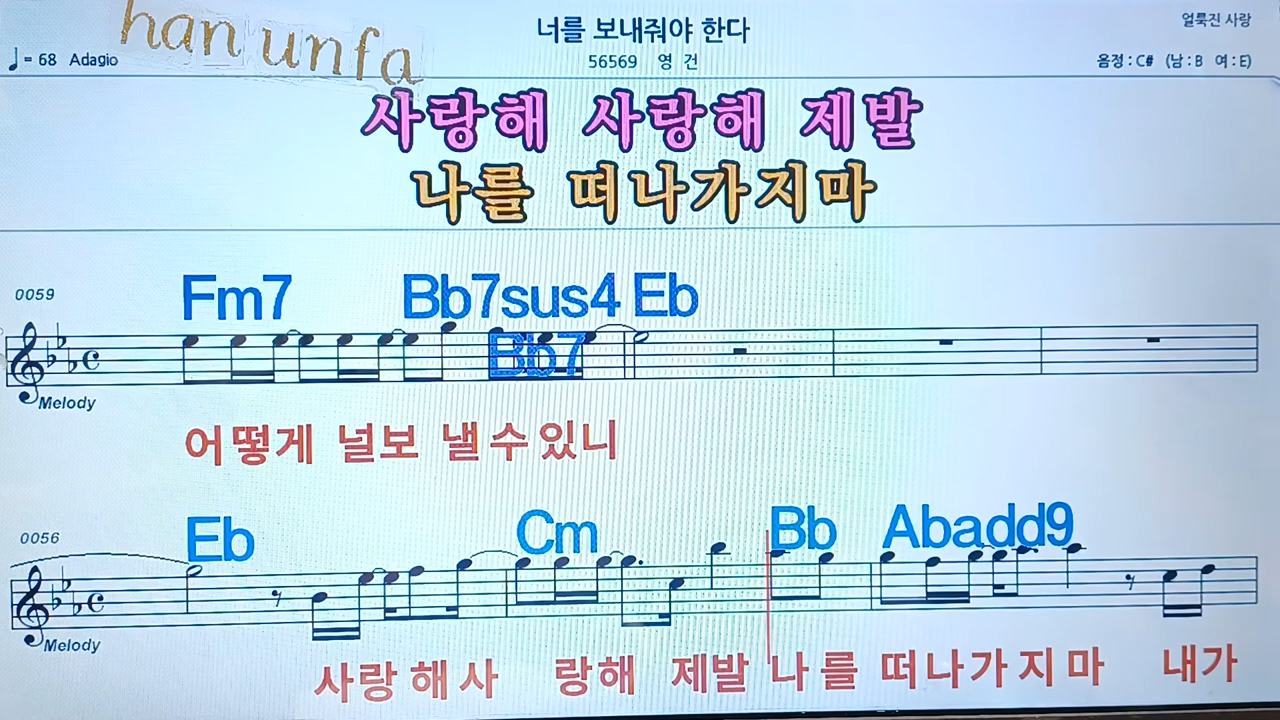 han unfa
너를 보내줘야 한다
얼룩진 사랑
♩= 68 Adagio
56569 영 건
음정 : C# (남 : B 여 : E)
사랑해 사랑해 제발
나를 떠나가지마
0059
Fm7 Bb7sus4 Eb
Bb7
Melody
어떻게 널보 낼수있니
0056
Eb Cm Bb Abadd9
Melody
사랑해사 랑해 제발 나를 떠나가지마 내가